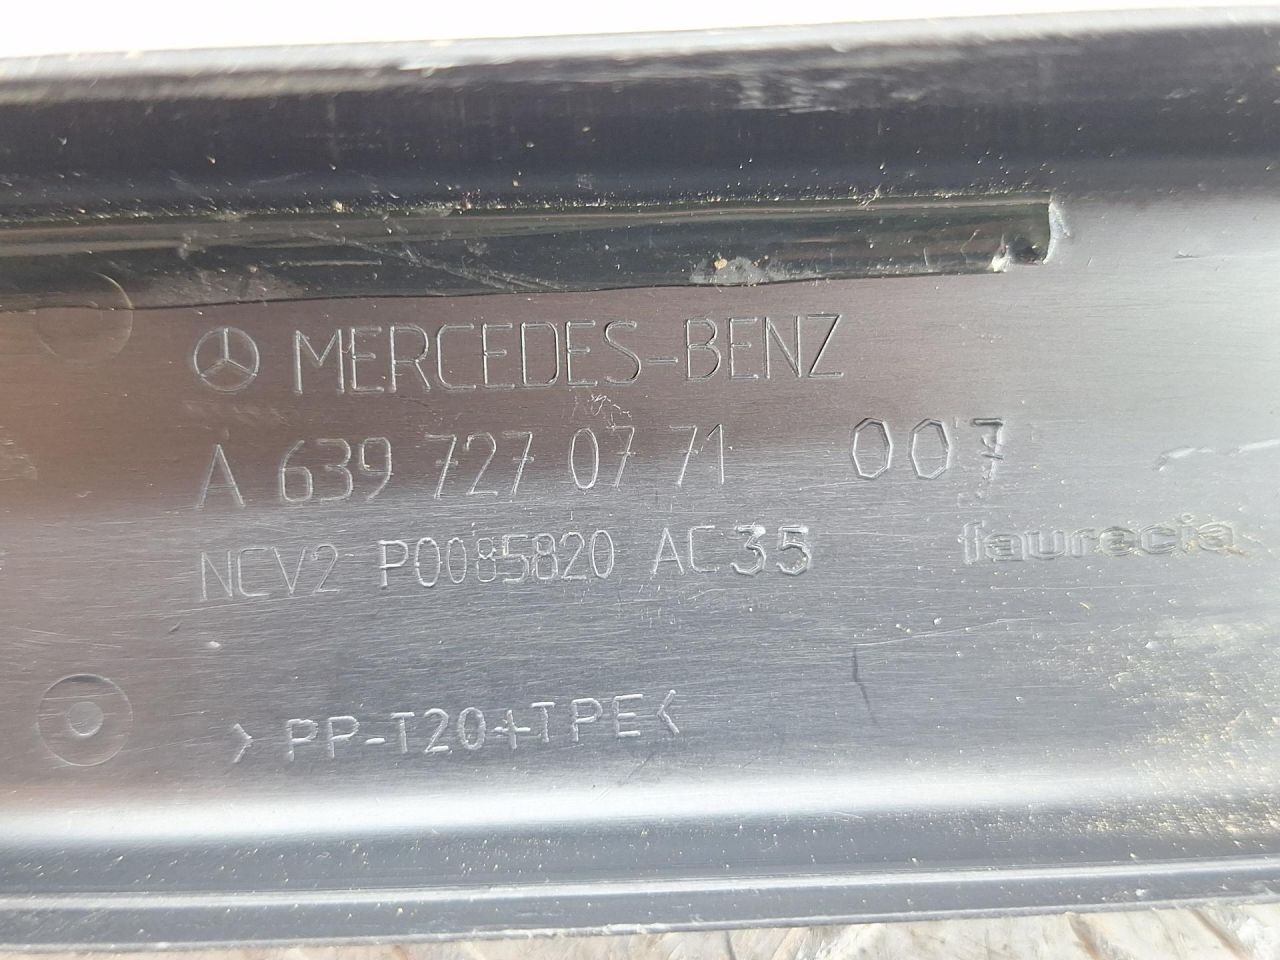 MERCEDES-BENZ
A 639 727 07 71 007
NCV2 P0085820 AC35
faurecia
>PP-T20+TPE<